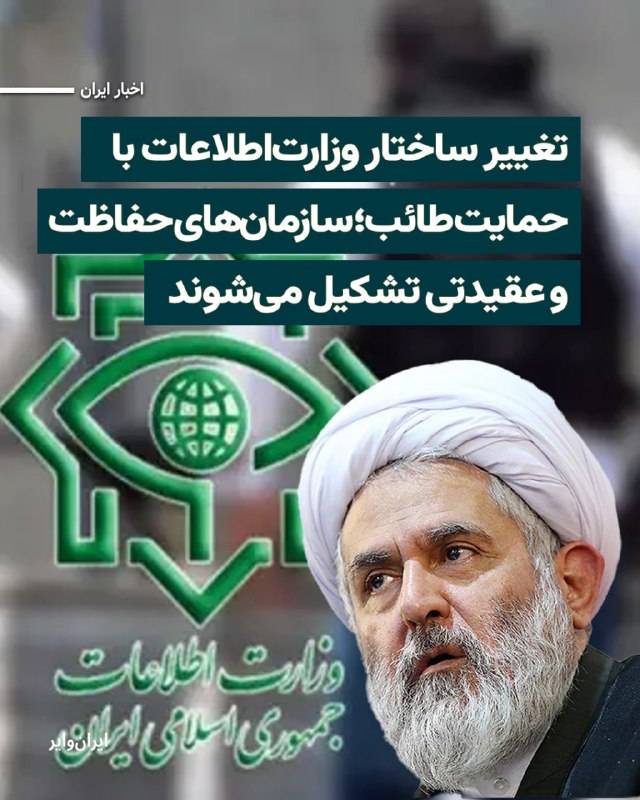 اخبار ایران
تغییر ساختار وزارت‌اطلاعات با
حمایت‌طائب؛سازمان‌های‌حفاظت
و عقیدتی تشکیل می‌شوند
وزارت اطلاعات
جمهوری اسلامی ایران
ایران‌وایر